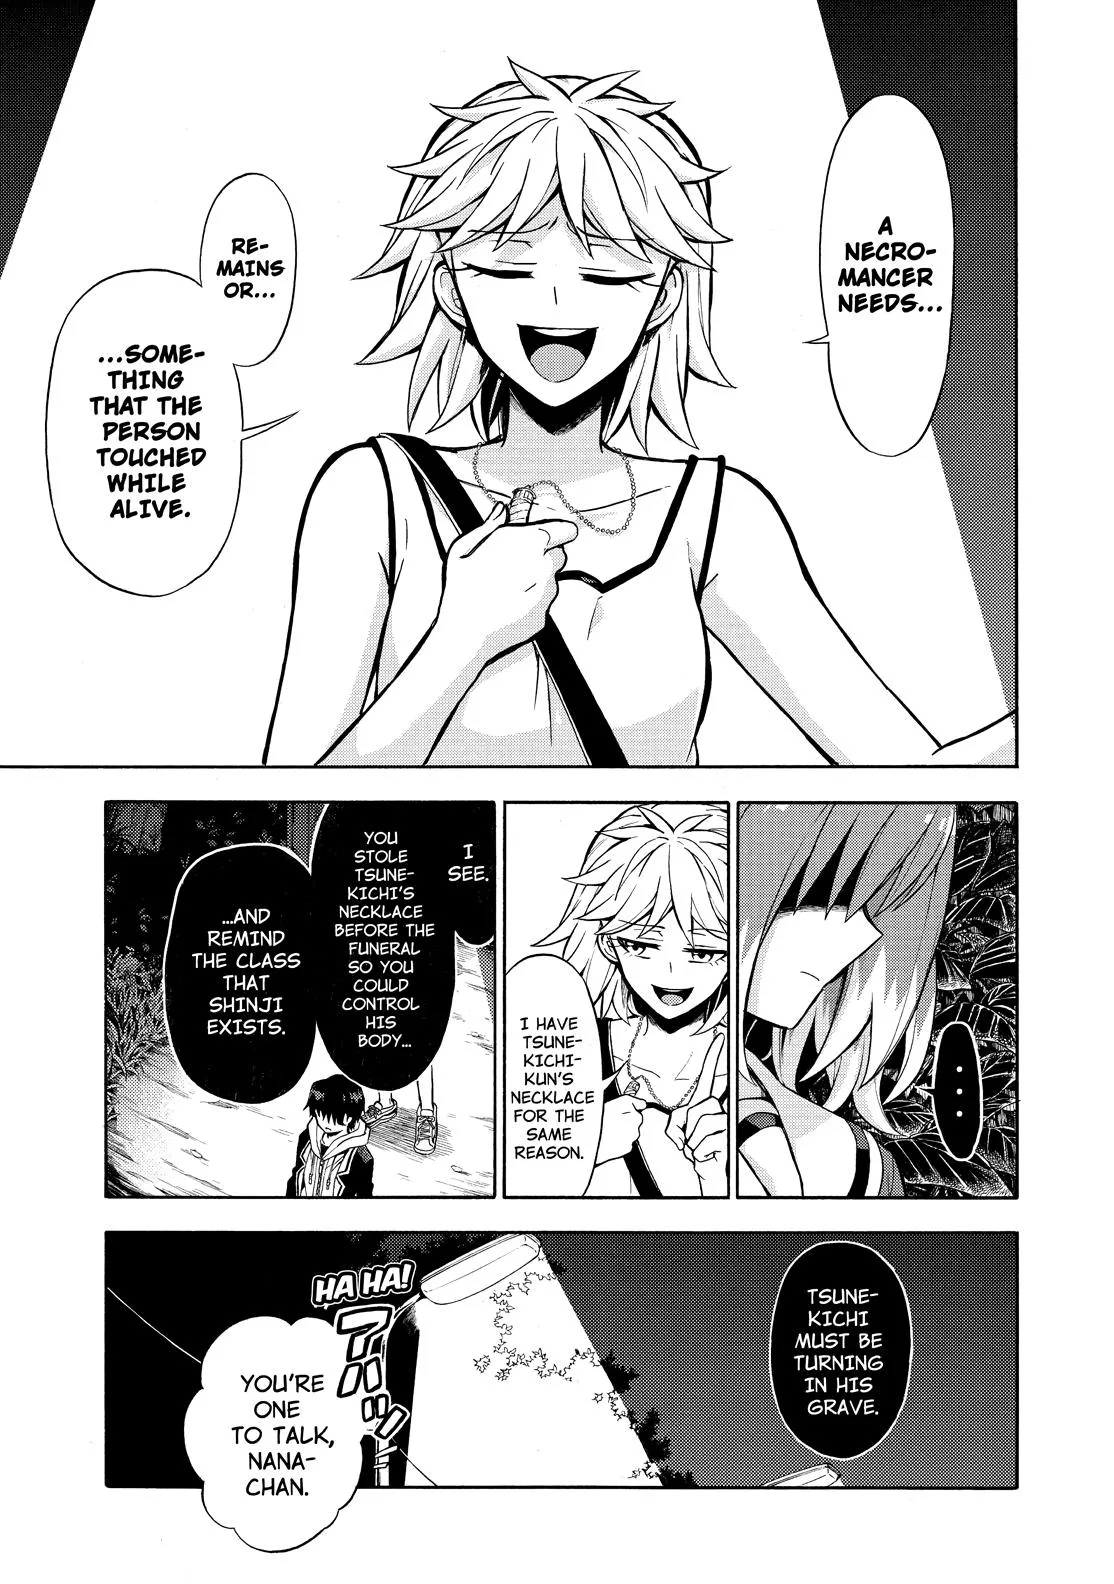 A
NECRO-
MANCER
NEEDS...
RE-
MAINS
OR...
...SOME-
THING
THAT THE
PERSON
TOUCHED
WHILE
ALIVE.
...
I HAVE
TSUNE-
KICHI-
KUN'S
NECKLACE
FOR THE
SAME
REASON.
I
SEE.
YOU
STOLE
TSUNE-
KICHI'S
NECKLACE
BEFORE THE
FUNERAL
SO YOU
COULD
CONTROL
HIS
BODY...
...AND
REMIND
THE CLASS
THAT
SHINJI
EXISTS.
TSUNE-
KICHI
MUST BE
TURNING
IN HIS
GRAVE.
HA HA!
アハハッ
YOU'RE
ONE
TO TALK,
NANA-
CHAN.